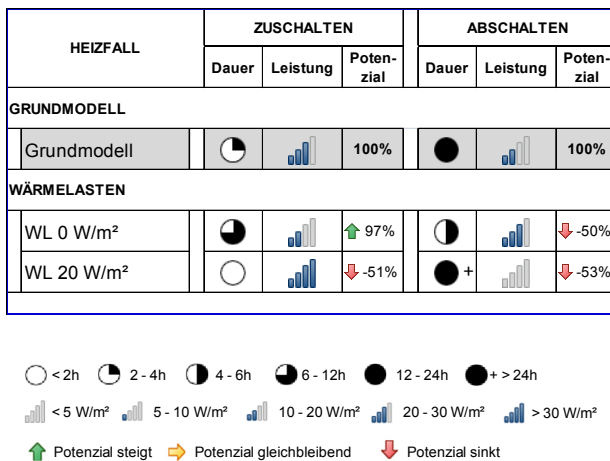 HEIZFALL ZUSCHALTEN ABSCHALTEN
Dauer Leistung Poten-zial Dauer Leistung Poten-zial
GRUNDMODELL
Grundmodell 100% 100%
WÄRMELASTEN
WL 0 W/m² 97% -50%
WL 20 W/m² -51% + -53%
< 2h 2 - 4h 4 - 6h 6 - 12h 12 - 24h + > 24h
< 5 W/m² 5 - 10 W/m² 10 - 20 W/m² 20 - 30 W/m² > 30 W/m²
Potenzial steigt Potenzial gleichbleibend Potenzial sinkt